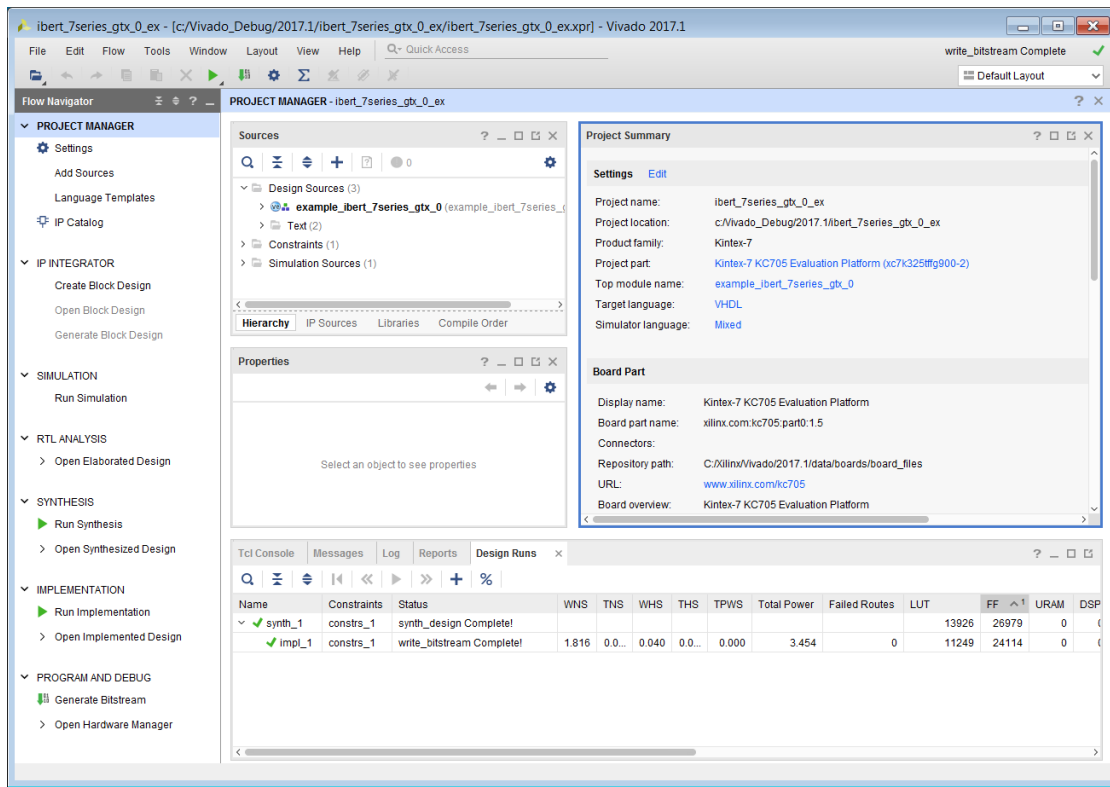 ibert_7series_gtx_0_ex - [c:/Vivado_Debug/2017.1/ibert_7series_gtx_0_ex/ibert_7series_gtx_0_ex.xpr] - Vivado 2017.1
File Edit Flow Tools Window Layout View Help Quick Access write_bitstream Complete
Default Layout
Flow Navigator
PROJECT MANAGER - ibert_7series_gtx_0_ex
PROJECT MANAGER
Settings
Add Sources
Language Templates
IP Catalog
IP INTEGRATOR
Create Block Design
Open Block Design
Generate Block Design
SIMULATION
Run Simulation
RTL ANALYSIS
Open Elaborated Design
SYNTHESIS
Run Synthesis
Open Synthesized Design
IMPLEMENTATION
Run Implementation
Open Implemented Design
PROGRAM AND DEBUG
Generate Bitstream
Open Hardware Manager
Sources
0
Design Sources (3)
example_ibert_7series_gtx_0 (example_ibert_7series_
Text (2)
Constraints (1)
Simulation Sources (1)
Hierarchy IP Sources Libraries Compile Order
Properties
Select an object to see properties
Project Summary
Settings Edit
Project name: ibert_7series_gtx_0_ex
Project location: c:/Vivado_Debug/2017.1/ibert_7series_gtx_0_ex
Product family: Kintex-7
Project part: Kintex-7 KC705 Evaluation Platform (xc7k325tffg900-2)
Top module name: example_ibert_7series_gtx_0
Target language: VHDL
Simulator language: Mixed
Board Part
Display name: Kintex-7 KC705 Evaluation Platform
Board part name: xilinx.com:kc705:part0:1.5
Connectors:
Repository path: C:/Xilinx/Vivado/2017.1/data/boards/board_files
URL: www.xilinx.com/kc705
Board overview: Kintex-7 KC705 Evaluation Platform
Tcl Console Messages Log Reports Design Runs
Name Constraints Status WNS TNS WHS THS TPWS Total Power Failed Routes LUT FF 1 URAM DSP
synth_1 constrs_1 synth_design Complete! 13926 26979 0
impl_1 constrs_1 write_bitstream Complete! 1.816 0.0... 0.040 0.0... 0.000 3.454 0 11249 24114 0